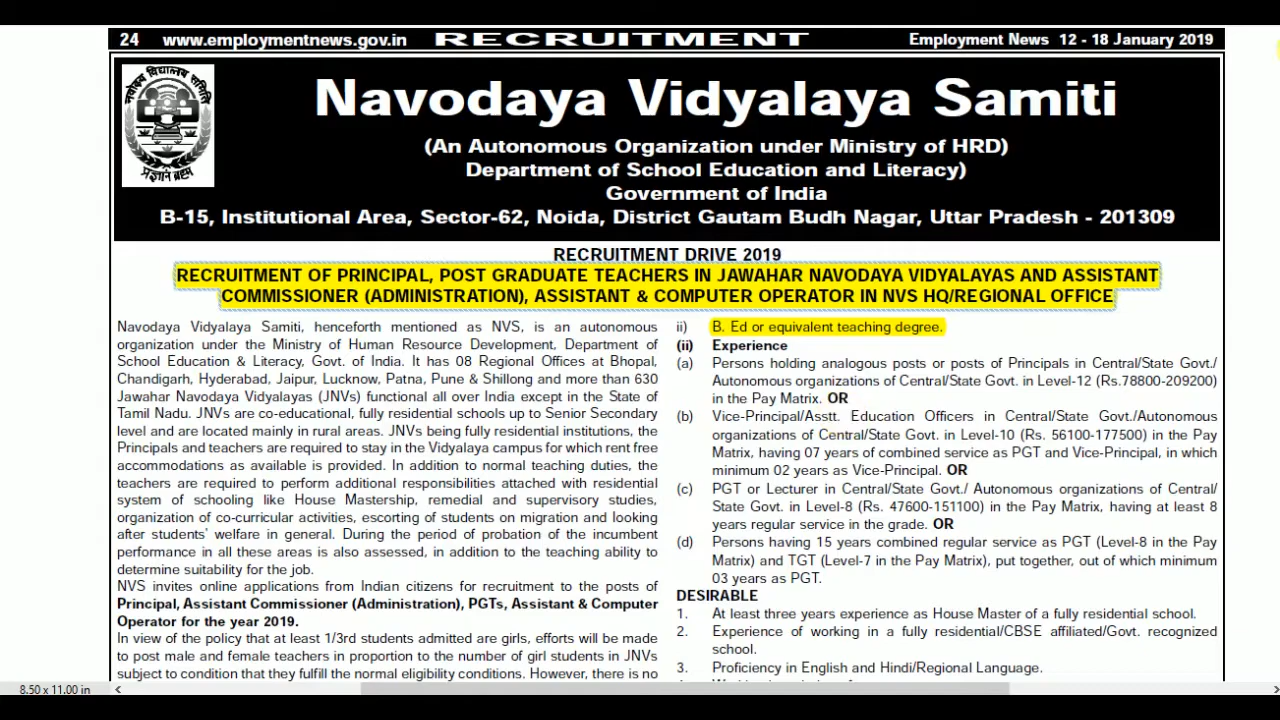 24 www.employmentnews.gov.in RECRUITMENT Employment News 12 - 18 January 2019
नवोदय विद्यालय समिति
प्रज्ञानं ब्रह्म
Navodaya Vidyalaya Samiti
(An Autonomous Organization under Ministry of HRD)
Department of School Education and Literacy)
Government of India
B-15, Institutional Area, Sector-62, Noida, District Gautam Budh Nagar, Uttar Pradesh - 201309
RECRUITMENT DRIVE 2019
RECRUITMENT OF PRINCIPAL, POST GRADUATE TEACHERS IN JAWAHAR NAVODAYA VIDYALAYAS AND ASSISTANT
COMMISSIONER (ADMINISTRATION), ASSISTANT & COMPUTER OPERATOR IN NVS HQ/REGIONAL OFFICE
Navodaya Vidyalaya Samiti, henceforth mentioned as NVS, is an autonomous
organization under the Ministry of Human Resource Development, Department of
School Education & Literacy, Govt. of India. It has 08 Regional Offices at Bhopal,
Chandigarh, Hyderabad, Jaipur, Lucknow, Patna, Pune & Shillong and more than 630
Jawahar Navodaya Vidyalayas (JNVs) functional all over India except in the State of
Tamil Nadu. JNVs are co-educational, fully residential schools up to Senior Secondary
level and are located mainly in rural areas. JNVs being fully residential institutions, the
Principals and teachers are required to stay in the Vidyalaya campus for which rent free
accommodations as available is provided. In addition to normal teaching duties, the
teachers are required to perform additional responsibilities attached with residential
system of schooling like House Mastership, remedial and supervisory studies,
organization of co-curricular activities, escorting of students on migration and looking
after students' welfare in general. During the period of probation of the incumbent
performance in all these areas is also assessed, in addition to the teaching ability to
determine suitability for the job.
NVS invites online applications from Indian citizens for recruitment to the posts of
Principal, Assistant Commissioner (Administration), PGTs, Assistant & Computer
Operator for the year 2019.
In view of the policy that at least 1/3rd students admitted are girls, efforts will be made
to post male and female teachers in proportion to the number of girl students in JNVs
subject to condition that they fulfill the normal eligibility conditions. However, there is no
ii) B. Ed or equivalent teaching degree.
(ii) Experience
(a) Persons holding analogous posts or posts of Principals in Central/State Govt./
Autonomous organizations of Central/State Govt. in Level-12 (Rs.78800-209200)
in the Pay Matrix. OR
(b) Vice-Principal/Asstt. Education Officers in Central/State Govt./Autonomous
organizations of Central/State Govt. in Level-10 (Rs. 56100-177500) in the Pay
Matrix, having 07 years of combined service as PGT and Vice-Principal, in which
minimum 02 years as Vice-Principal. OR
(c) PGT or Lecturer in Central/State Govt./ Autonomous organizations of Central/
State Govt. in Level-8 (Rs. 47600-151100) in the Pay Matrix, having at least 8
years regular service in the grade. OR
(d) Persons having 15 years combined regular service as PGT (Level-8 in the Pay
Matrix) and TGT (Level-7 in the Pay Matrix), put together, out of which minimum
03 years as PGT.
DESIRABLE
1. At least three years experience as House Master of a fully residential school.
2. Experience of working in a fully residential/CBSE affiliated/Govt. recognized
school.
3. Proficiency in English and Hindi/Regional Language.
8.50 x 11.00 in